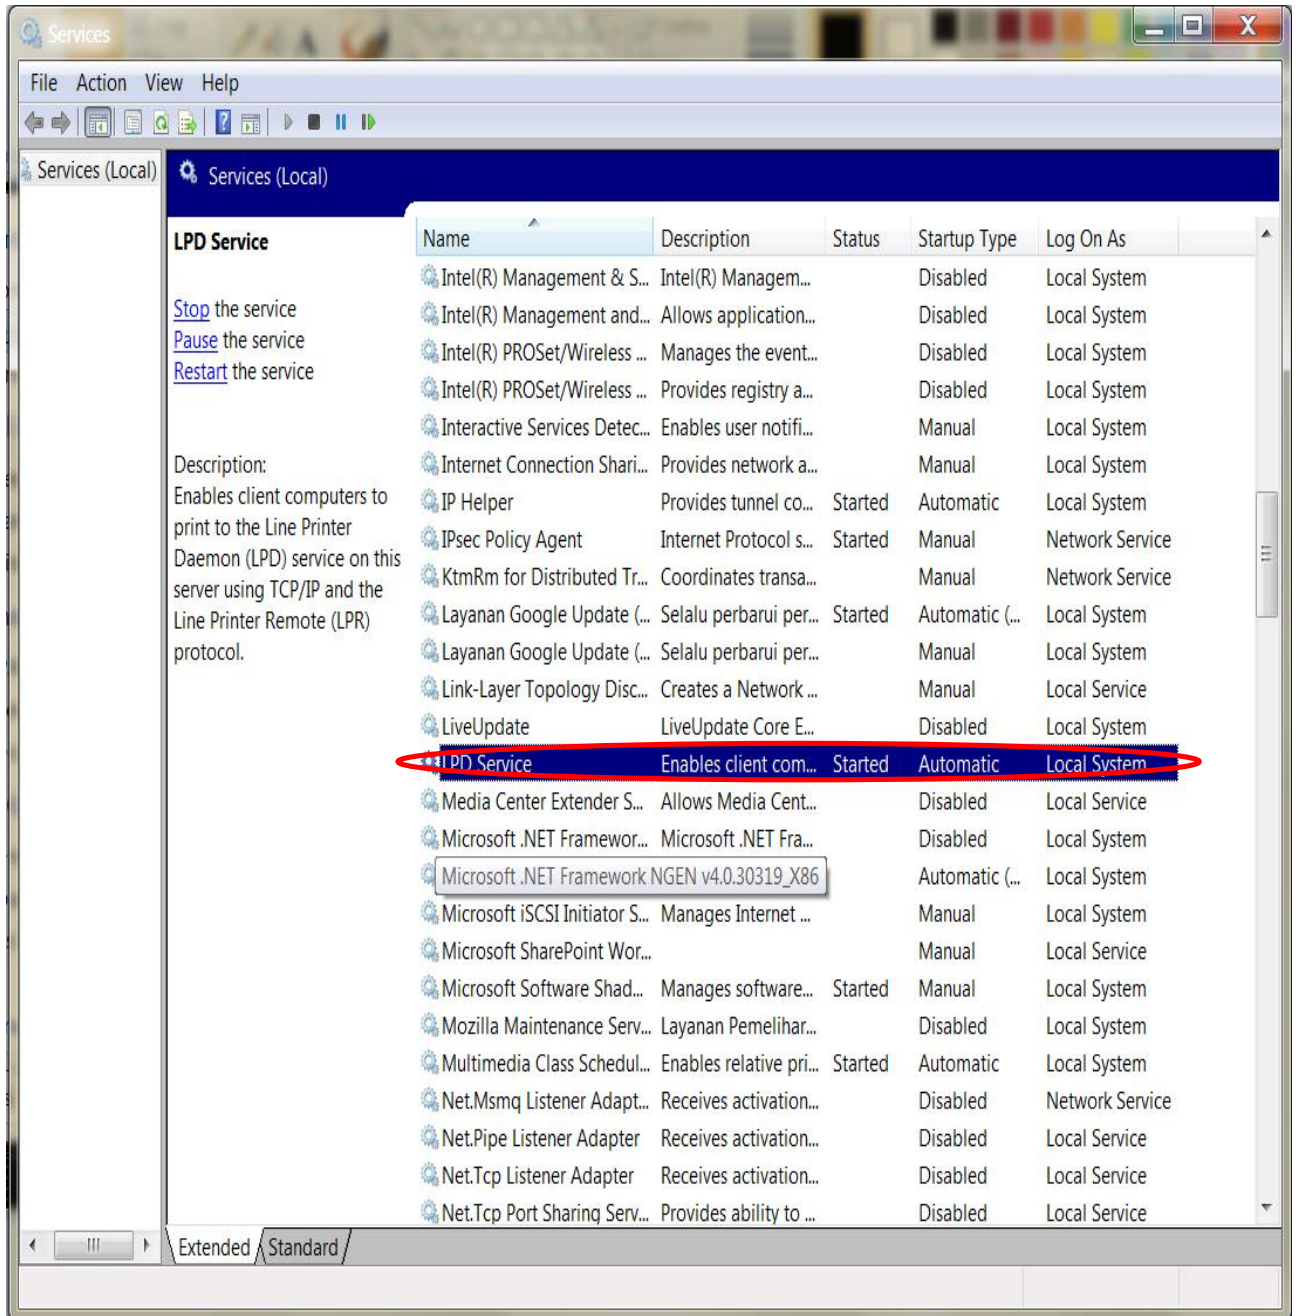 Services
File Action View Help
Services (Local)
Services (Local)
LPD Service
Stop the service
Pause the service
Restart the service
Description:
Enables client computers to
print to the Line Printer
Daemon (LPD) service on this
server using TCP/IP and the
Line Printer Remote (LPR)
protocol.
Name Description Status Startup Type Log On As
Intel(R) Management & S... Intel(R) Managem... Disabled Local System
Intel(R) Management and... Allows application... Disabled Local System
Intel(R) PROSet/Wireless ... Manages the event... Disabled Local System
Intel(R) PROSet/Wireless ... Provides registry a... Disabled Local System
Interactive Services Detec... Enables user notifi... Manual Local System
Internet Connection Shari... Provides network a... Manual Local System
IP Helper Provides tunnel co... Started Automatic Local System
IPsec Policy Agent Internet Protocol s... Started Manual Network Service
KtmRm for Distributed Tr... Coordinates transa... Manual Network Service
Layanan Google Update (... Selalu perbarui per... Started Automatic (... Local System
Layanan Google Update (... Selalu perbarui per... Manual Local System
Link-Layer Topology Disc... Creates a Network ... Manual Local Service
LiveUpdate LiveUpdate Core E... Disabled Local System
LPD Service Enables client com... Started Automatic Local System
Media Center Extender S... Allows Media Cent... Disabled Local Service
Microsoft .NET Framewor... Microsoft .NET Fra... Disabled Local System
Microsoft .NET Framework NGEN v4.0.30319_X86 Automatic (... Local System
Microsoft iSCSI Initiator S... Manages Internet ... Manual Local System
Microsoft SharePoint Wor... Manual Local Service
Microsoft Software Shad... Manages software... Started Manual Local System
Mozilla Maintenance Serv... Layanan Pemelihar... Disabled Local System
Multimedia Class Schedul... Enables relative pri... Started Automatic Local System
Net.Msmq Listener Adapt... Receives activation... Disabled Network Service
Net.Pipe Listener Adapter Receives activation... Disabled Local Service
Net.Tcp Listener Adapter Receives activation... Disabled Local Service
Net.Tcp Port Sharing Serv... Provides ability to ... Disabled Local Service
Extended Standard